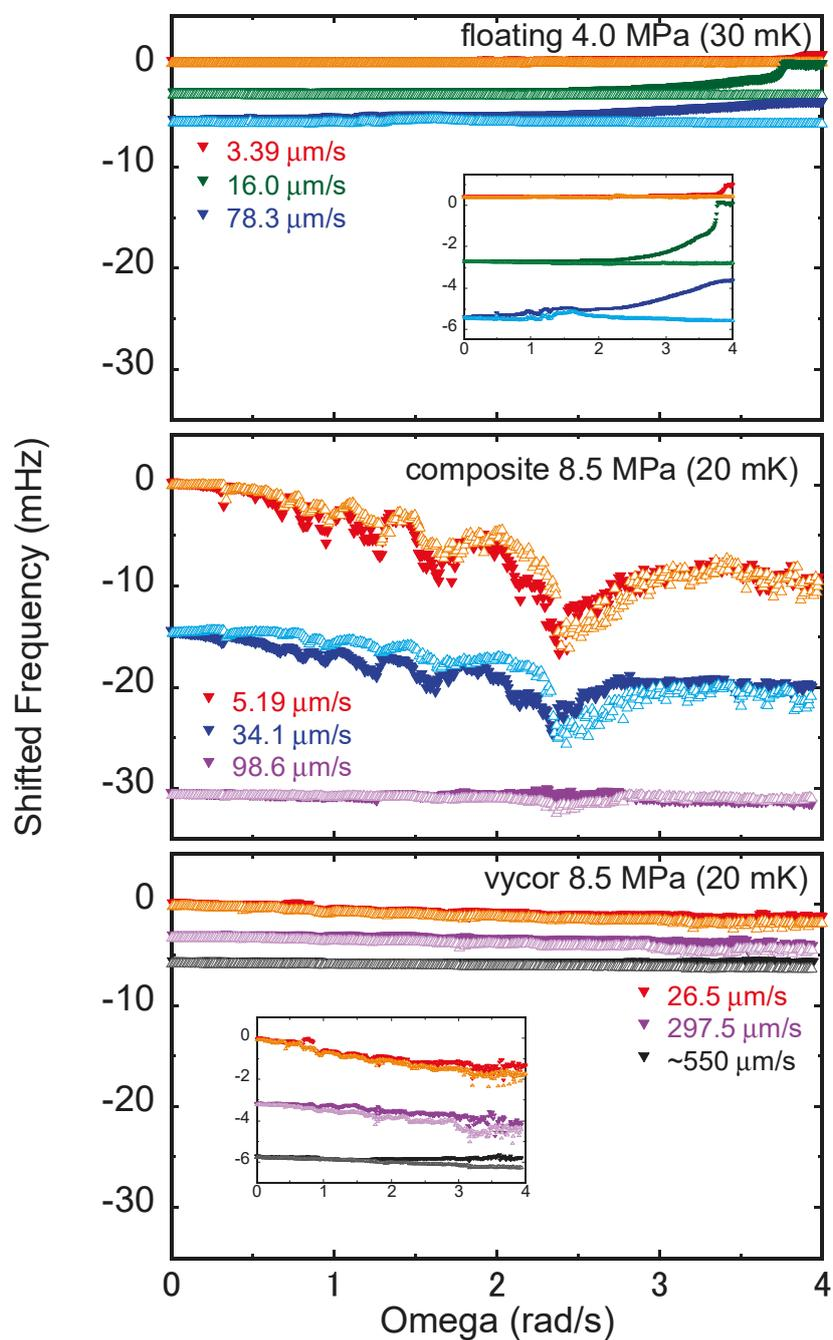 floating 4.0 MPa (30 mK)
0
-10
-20
-30
3.39 μm/s
16.0 μm/s
78.3 μm/s
0
-2
-4
-6
0 1 2 3 4
Shifted Frequency (mHz)
composite 8.5 MPa (20 mK)
0
-10
-20
-30
5.19 μm/s
34.1 μm/s
98.6 μm/s
vycor 8.5 MPa (20 mK)
0
-10
-20
-30
26.5 μm/s
297.5 μm/s
~550 μm/s
0
-2
-4
-6
0 1 2 3 4
0 1 2 3 4
Omega (rad/s)